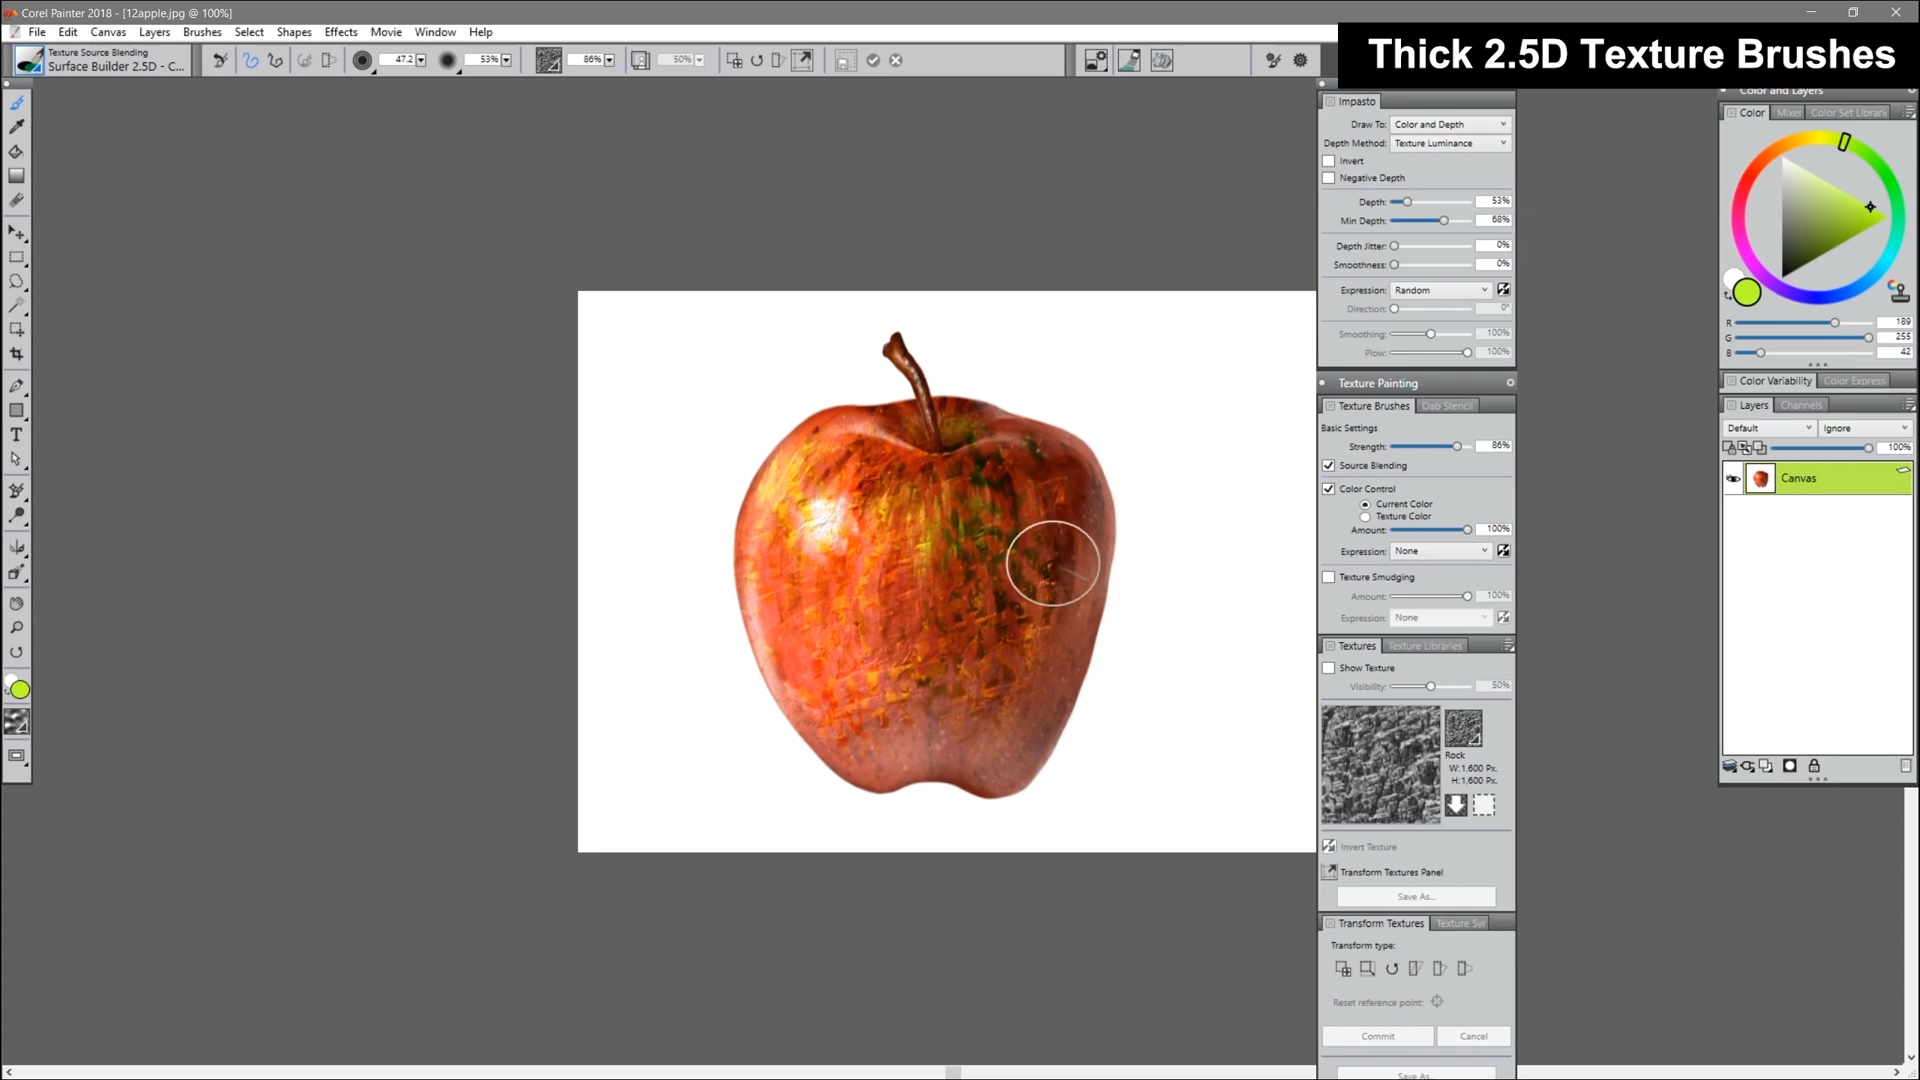 Corel Painter 2018 - [12apple.jpg @ 100%]
File Edit Canvas Layers Brushes Select Shapes Effects Movie Window Help
Thick 2.5D Texture Brushes
Texture Source Blending
Surface Builder 2.5D - C...
47.2
53%
86%
50%
Impasto
Draw To: Color and Depth
Depth Method: Texture Luminance
Invert
Negative Depth
Depth: 53%
Min Depth: 68%
Depth Jitter: 0%
Smoothness: 0%
Expression: Random
Direction: 0°
Smoothing: 100%
Plow: 100%
Texture Painting
Texture Brushes Dab Stencil
Basic Settings
Strength: 86%
Source Blending
Color Control
Current Color
Texture Color
Amount: 100%
Expression: None
Texture Smudging
Amount: 100%
Expression: None
Textures Texture Libraries
Show Texture
Visibility: 50%
Rock
W: 1,600 Px.
H: 1,600 Px.
Invert Texture
Transform Textures Panel
Save As...
Transform Textures Texture Syr
Transform type:
Reset reference point:
Commit Cancel
Save As...
Color and Layers
Color Mixer Color Set Librari
R 189
G 255
B 42
Color Variability Color Express
Layers Channels
Default Ignore
100%
Canvas
T